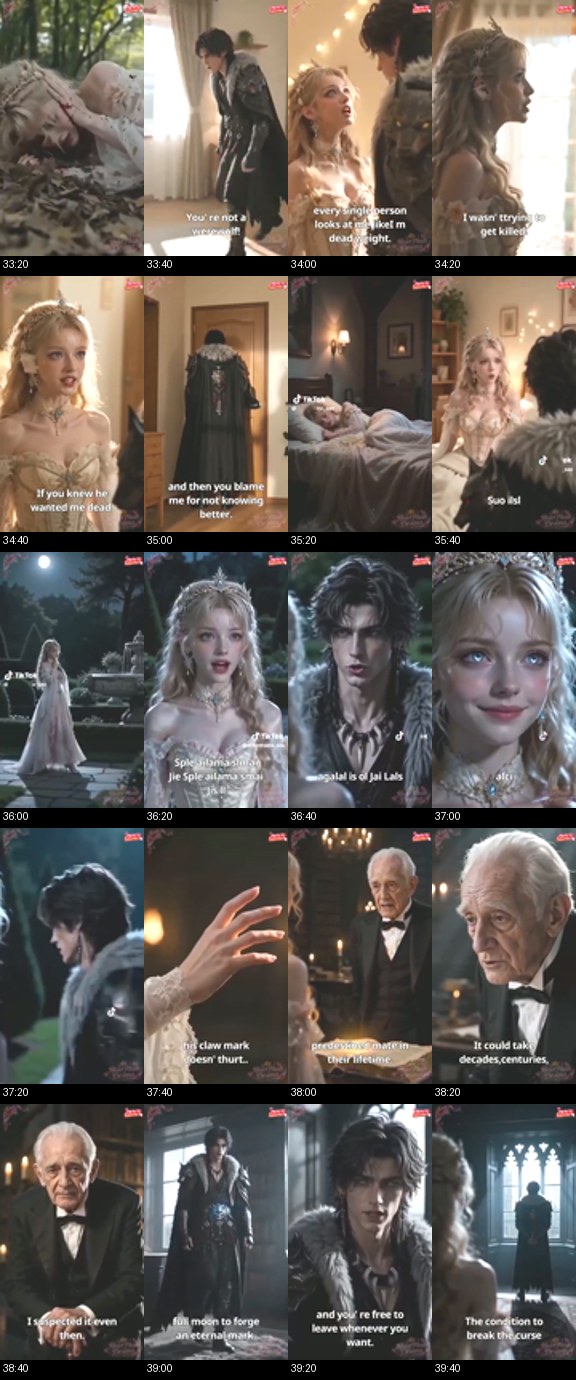 33:20
33:40
34:00
34:20
You' re not a
werewolf!
every single person
looks at me likeI m
dead weight.
I wasn' ttrying to
get killed.
34:40
35:00
35:20
35:40
If you knew he
wanted me dead
and then you blame
me for not knowing
better.
TikTok
Suo ilsl
36:00
36:20
36:40
37:00
TikTok
TikTok
Sple ailama
Jie Sple ailama smai
agalal is ol Jai Lals
alci
37:20
37:40
38:00
38:20
his claw mark
doesn' thurt..
predestined mate in
their lifetime.
It could take
decades,centuries,
38:40
39:00
39:20
39:40
I suspected it even
then.
full moon to forge
an eternal mark.
and you' re free to
leave whenever you
want.
The condition to
break the curse